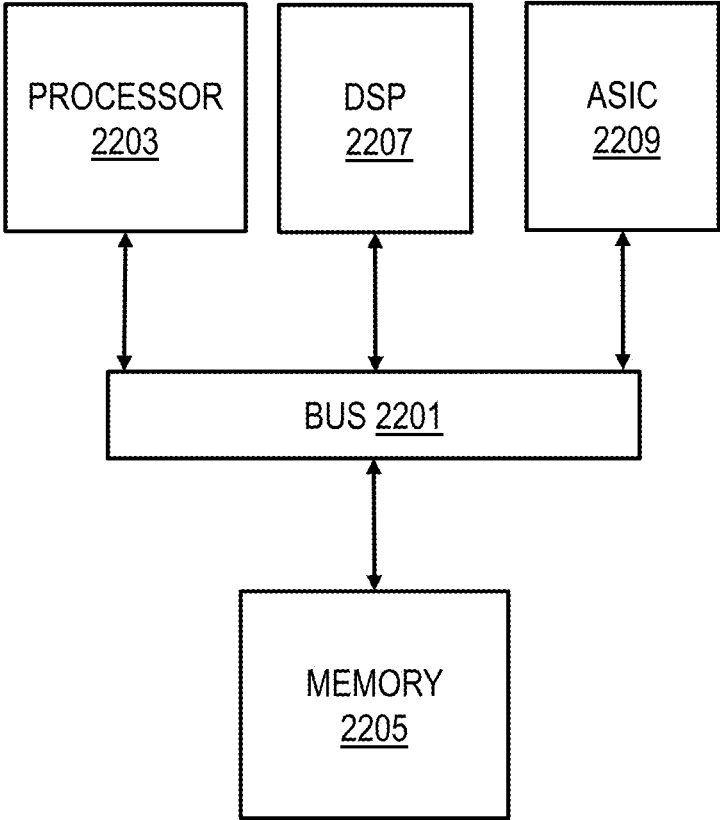 PROCESSOR
2203
DSP
2207
ASIC
2209
BUS 2201
MEMORY
2205